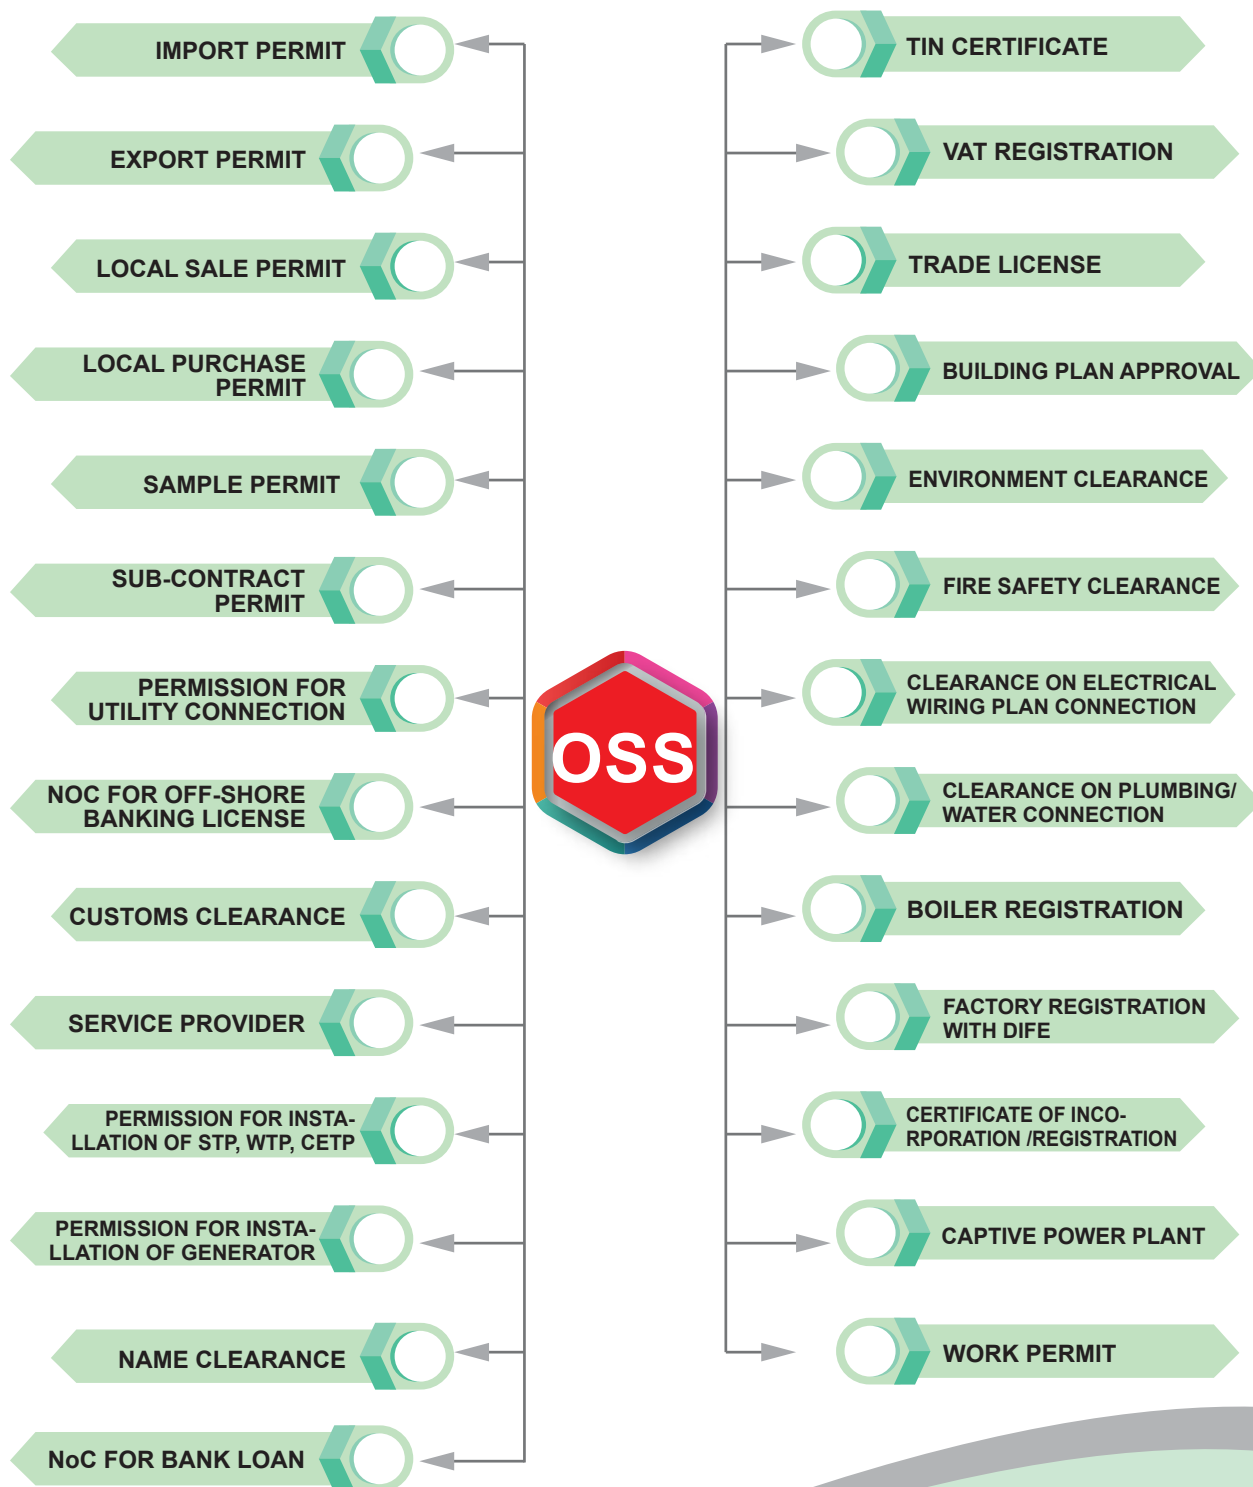 IMPORT PERMIT
EXPORT PERMIT
LOCAL SALE PERMIT
LOCAL PURCHASE
PERMIT
SAMPLE PERMIT
SUB-CONTRACT
PERMIT
PERMISSION FOR
UTILITY CONNECTION
NOC FOR OFF-SHORE
BANKING LICENSE
CUSTOMS CLEARANCE
SERVICE PROVIDER
PERMISSION FOR INSTA-
LLATION OF STP, WTP, CETP
PERMISSION FOR INSTA-
LLATION OF GENERATOR
NAME CLEARANCE
NoC FOR BANK LOAN
OSS
TIN CERTIFICATE
VAT REGISTRATION
TRADE LICENSE
BUILDING PLAN APPROVAL
ENVIRONMENT CLEARANCE
FIRE SAFETY CLEARANCE
CLEARANCE ON ELECTRICAL
WIRING PLAN CONNECTION
CLEARANCE ON PLUMBING/
WATER CONNECTION
BOILER REGISTRATION
FACTORY REGISTRATION
WITH DIFE
CERTIFICATE OF INCO-
RPORATION /REGISTRATION
CAPTIVE POWER PLANT
WORK PERMIT